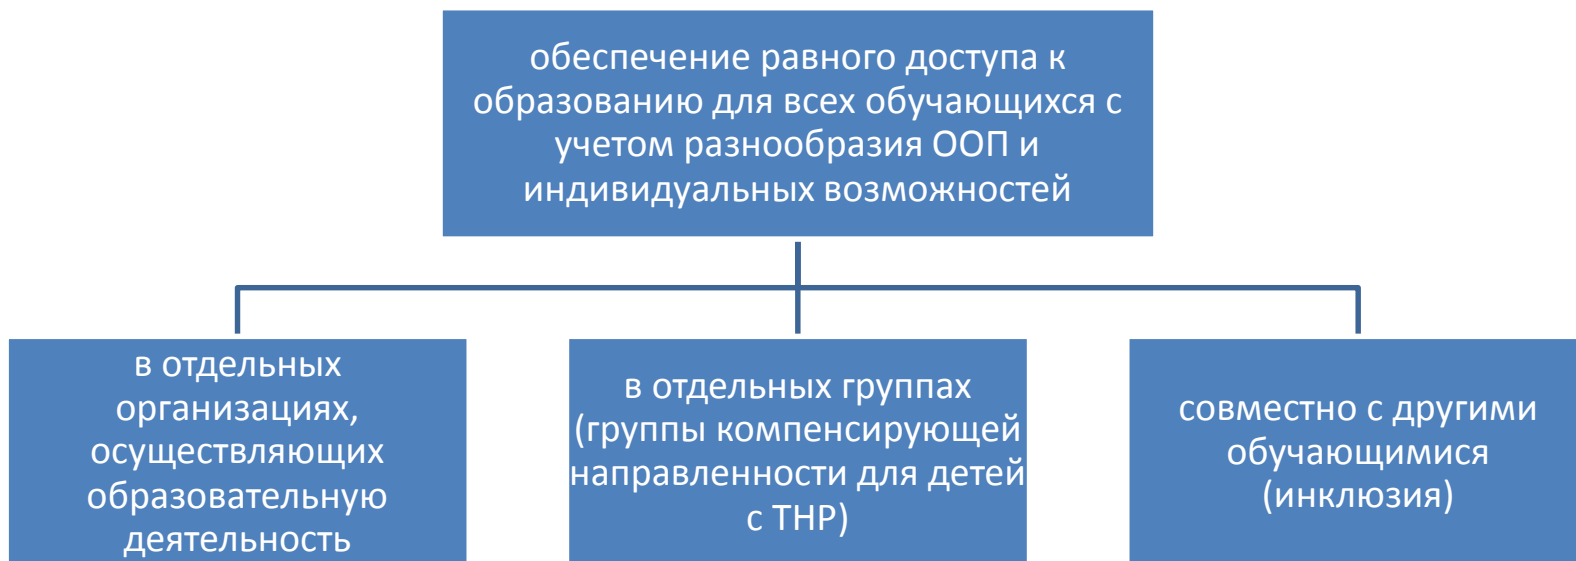 обеспечение равного доступа к
образованию для всех обучающихся с
учетом разнообразия ООП и
индивидуальных возможностей
в отдельных
организациях,
осуществляющих
образовательную
деятельность
в отдельных группах
(группы компенсирующей
направленности для детей
с ТНР)
совместно с другими
обучающимися
(инклюзия)